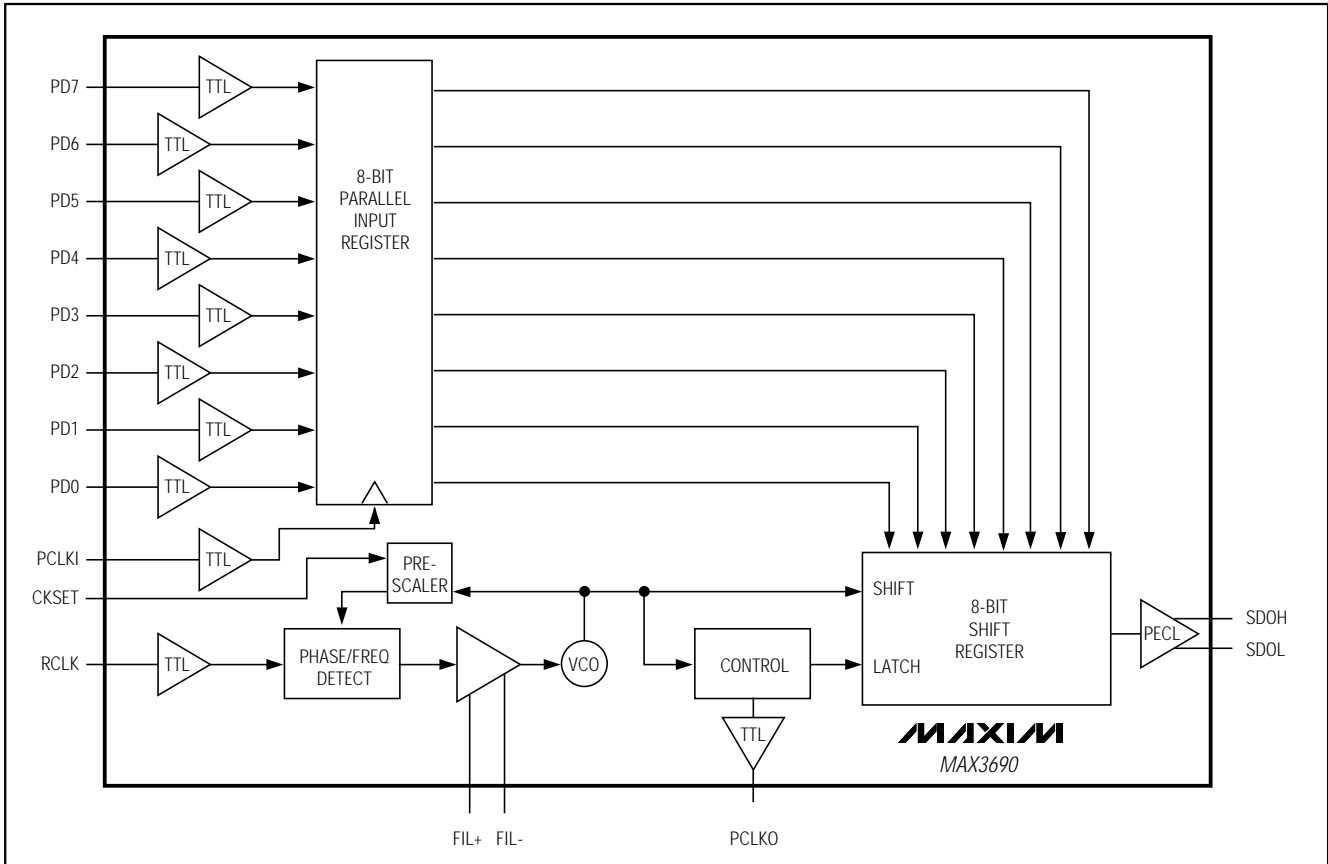 PD7
TTL
PD6
TTL
PD5
TTL
PD4
TTL
PD3
TTL
PD2
TTL
PD1
TTL
PD0
TTL
8-BIT
PARALLEL
INPUT
REGISTER
PCLKI
TTL
CKSET
PRE-
SCALER
RCLK
TTL
PHASE/FREQ
DETECT
VCO
CONTROL
TTL
SHIFT
LATCH
8-BIT
SHIFT
REGISTER
PECL
SDOH
SDOL
MAXIM
MAX3690
FIL+
FIL-
PCLKO